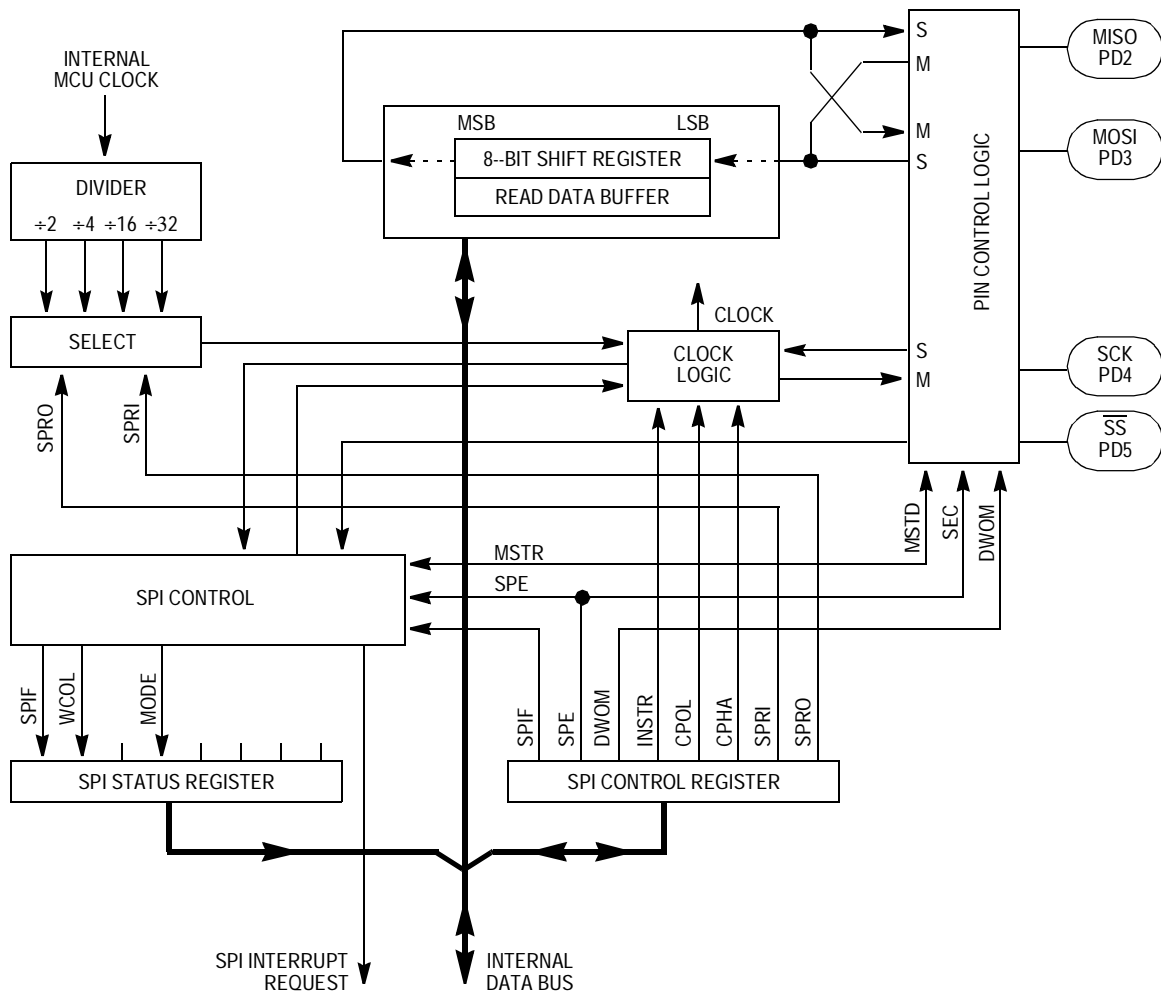 INTERNAL
MCU CLOCK
DIVIDER
÷2 ÷4 ÷16 ÷32
SELECT
SPRO
SPRI
MSB LSB
8--BIT SHIFT REGISTER
READ DATA BUFFER
CLOCK
CLOCK
LOGIC
S
M
M
S
S
M
PIN CONTROL LOGIC
MISO
PD2
MOSI
PD3
SCK
PD4
SS
PD5
MSTD
SEC
DWOM
MSTR
SPE
SPI CONTROL
SPIF
WCOL
MODE
SPI STATUS REGISTER
SPIF
SPE
DWOM
INSTR
CPOL
CPHA
SPRI
SPRO
SPI CONTROL REGISTER
SPI INTERRUPT
REQUEST
INTERNAL
DATA BUS